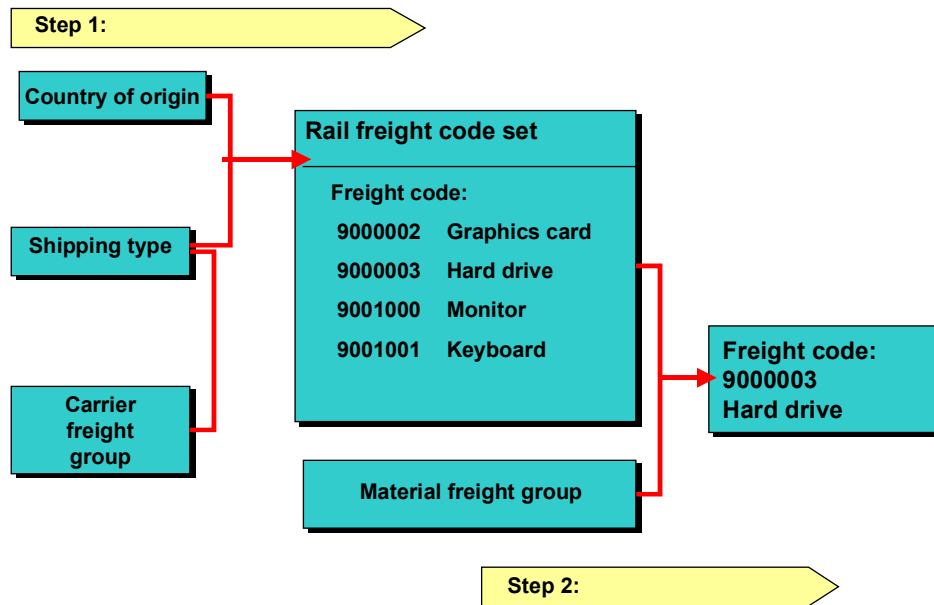 Step 1:
Country of origin
Shipping type
Carrier
freight
group
Rail freight code set
Freight code:
9000002 Graphics card
9000003 Hard drive
9001000 Monitor
9001001 Keyboard
Material freight group
Freight code:
9000003
Hard drive
Step 2: